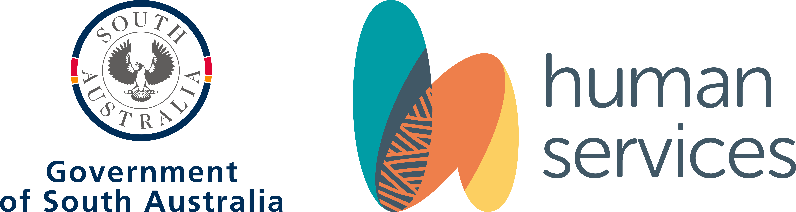 SOUTH
AUSTRALIA
Government
of South Australia
human
services